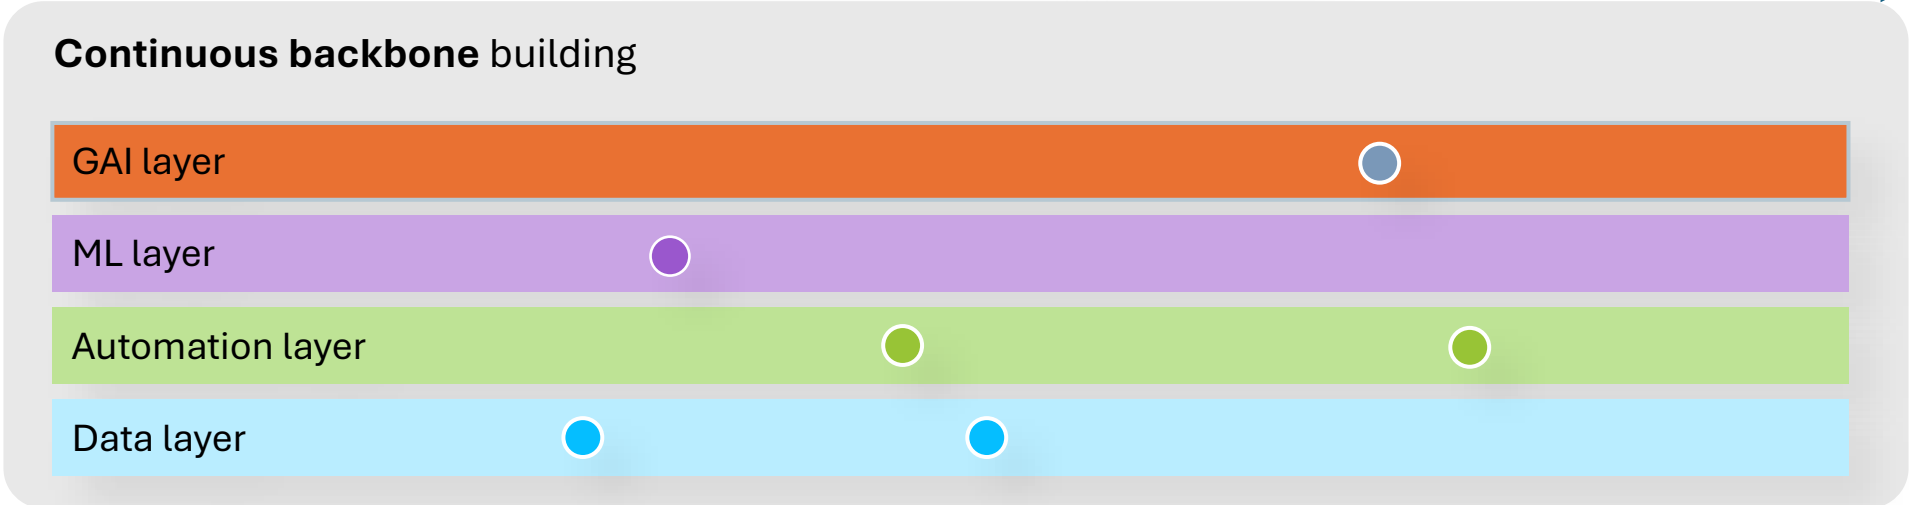 Continuous backbone building
GAI layer
ML layer
Automation layer
Data layer